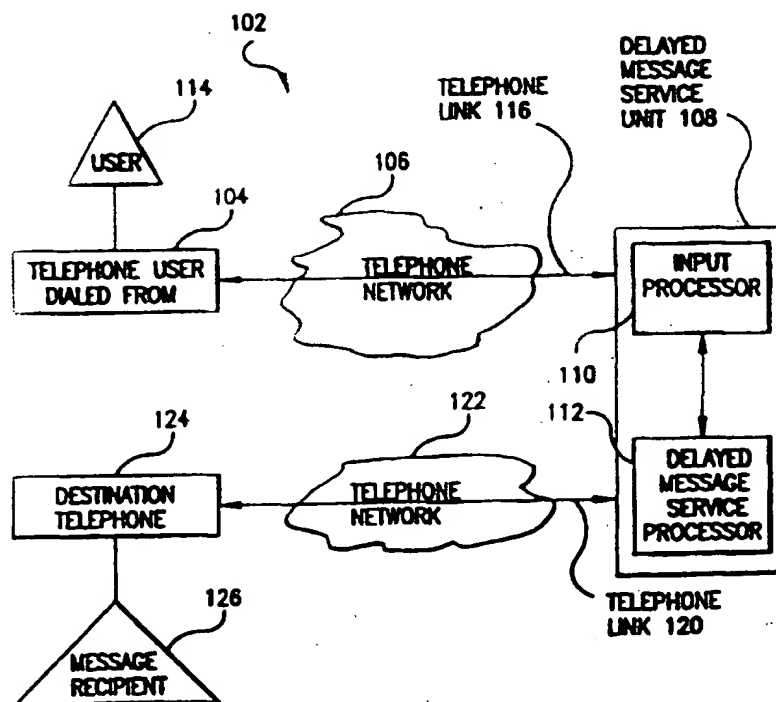 102
DELAYED
MESSAGE
SERVICE
UNIT 108
TELEPHONE
LINK 116
114
USER
106
104
TELEPHONE USER
DIALED FROM
TELEPHONE
NETWORK
INPUT
PROCESSOR
110
112
122
124
DESTINATION
TELEPHONE
TELEPHONE
NETWORK
DELAYED
MESSAGE
SERVICE
PROCESSOR
TELEPHONE
LINK 120
126
MESSAGE
RECIPIENT